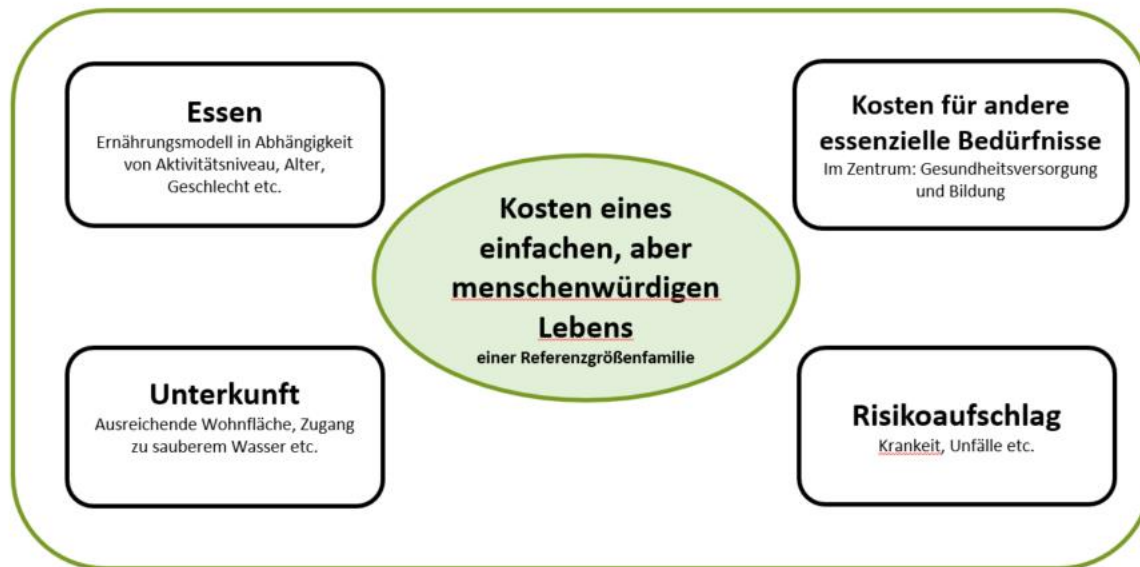 Essen
Ernährungsmodell in Abhängigkeit
von Aktivitätsniveau, Alter,
Geschlecht etc.
Kosten für andere
essenzielle Bedürfnisse
Im Zentrum: Gesundheitsversorgung
und Bildung
Kosten eines
einfachen, aber
menschenwürdigen
Lebens
einer Referenzgrößenfamilie
Unterkunft
Ausreichende Wohnfläche, Zugang
zu sauberem Wasser etc.
Risikoaufschlag
Krankeit, Unfälle etc.